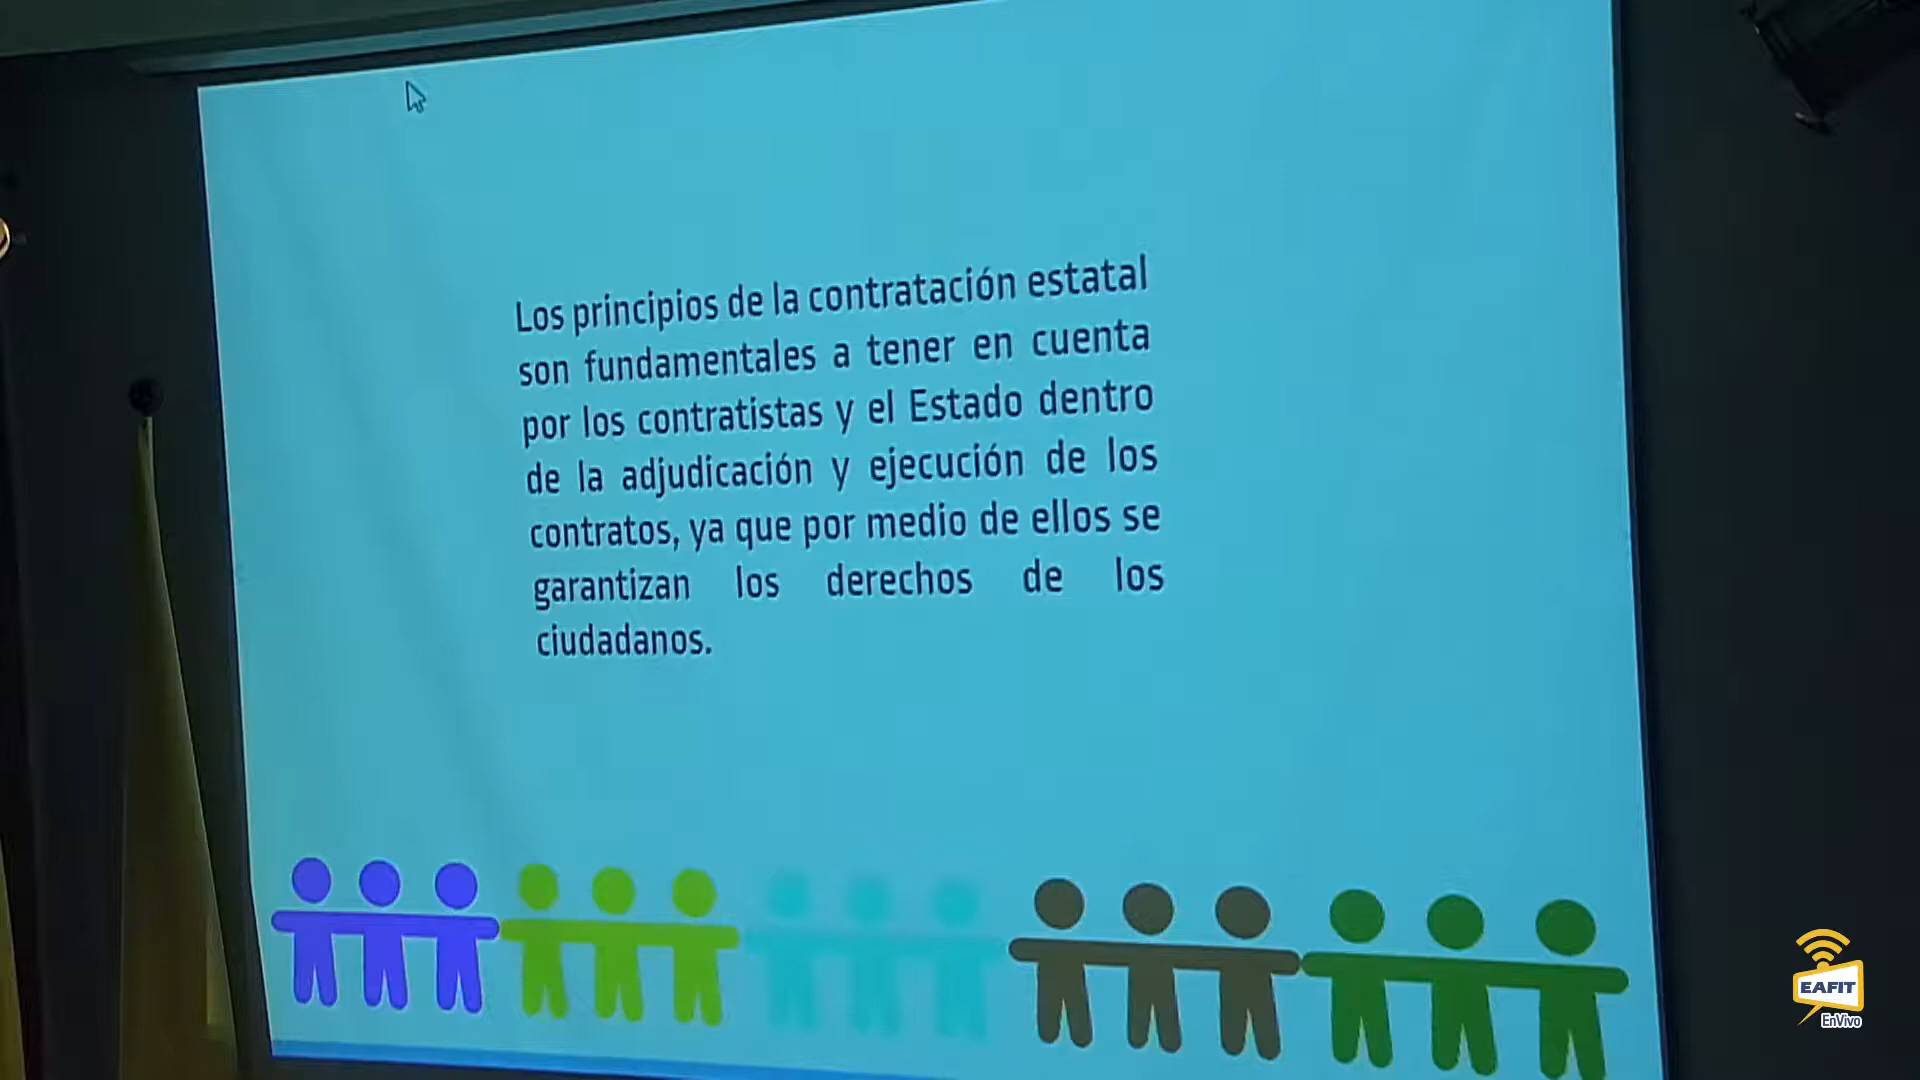 Los principios de la contratación estatal
son fundamentales a tener en cuenta
por los contratistas y el Estado dentro
de la adjudicación y ejecución de los
contratos, ya que por medio de ellos se
garantizan los derechos de los
ciudadanos.
EAFIT
EnVivo